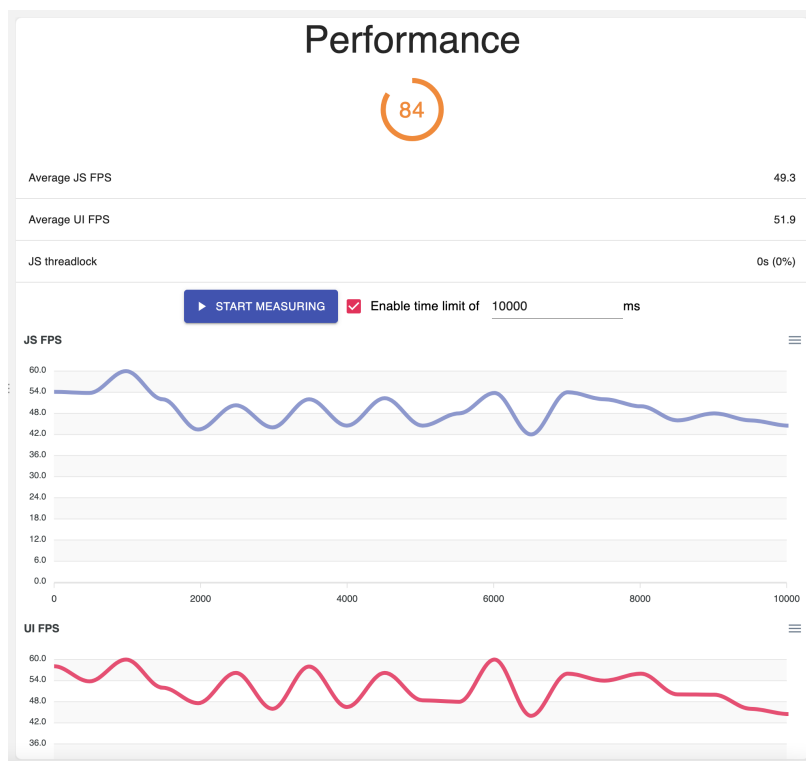 Performance
84
Average JS FPS 49.3
Average UI FPS 51.9
JS threadlock 0s (0%)
START MEASURING Enable time limit of 10000 ms
JS FPS
60.0
54.0
48.0
42.0
36.0
30.0
24.0
18.0
12.0
6.0
0.0
0 2000 4000 6000 8000 10000
UI FPS
60.0
54.0
48.0
42.0
36.0